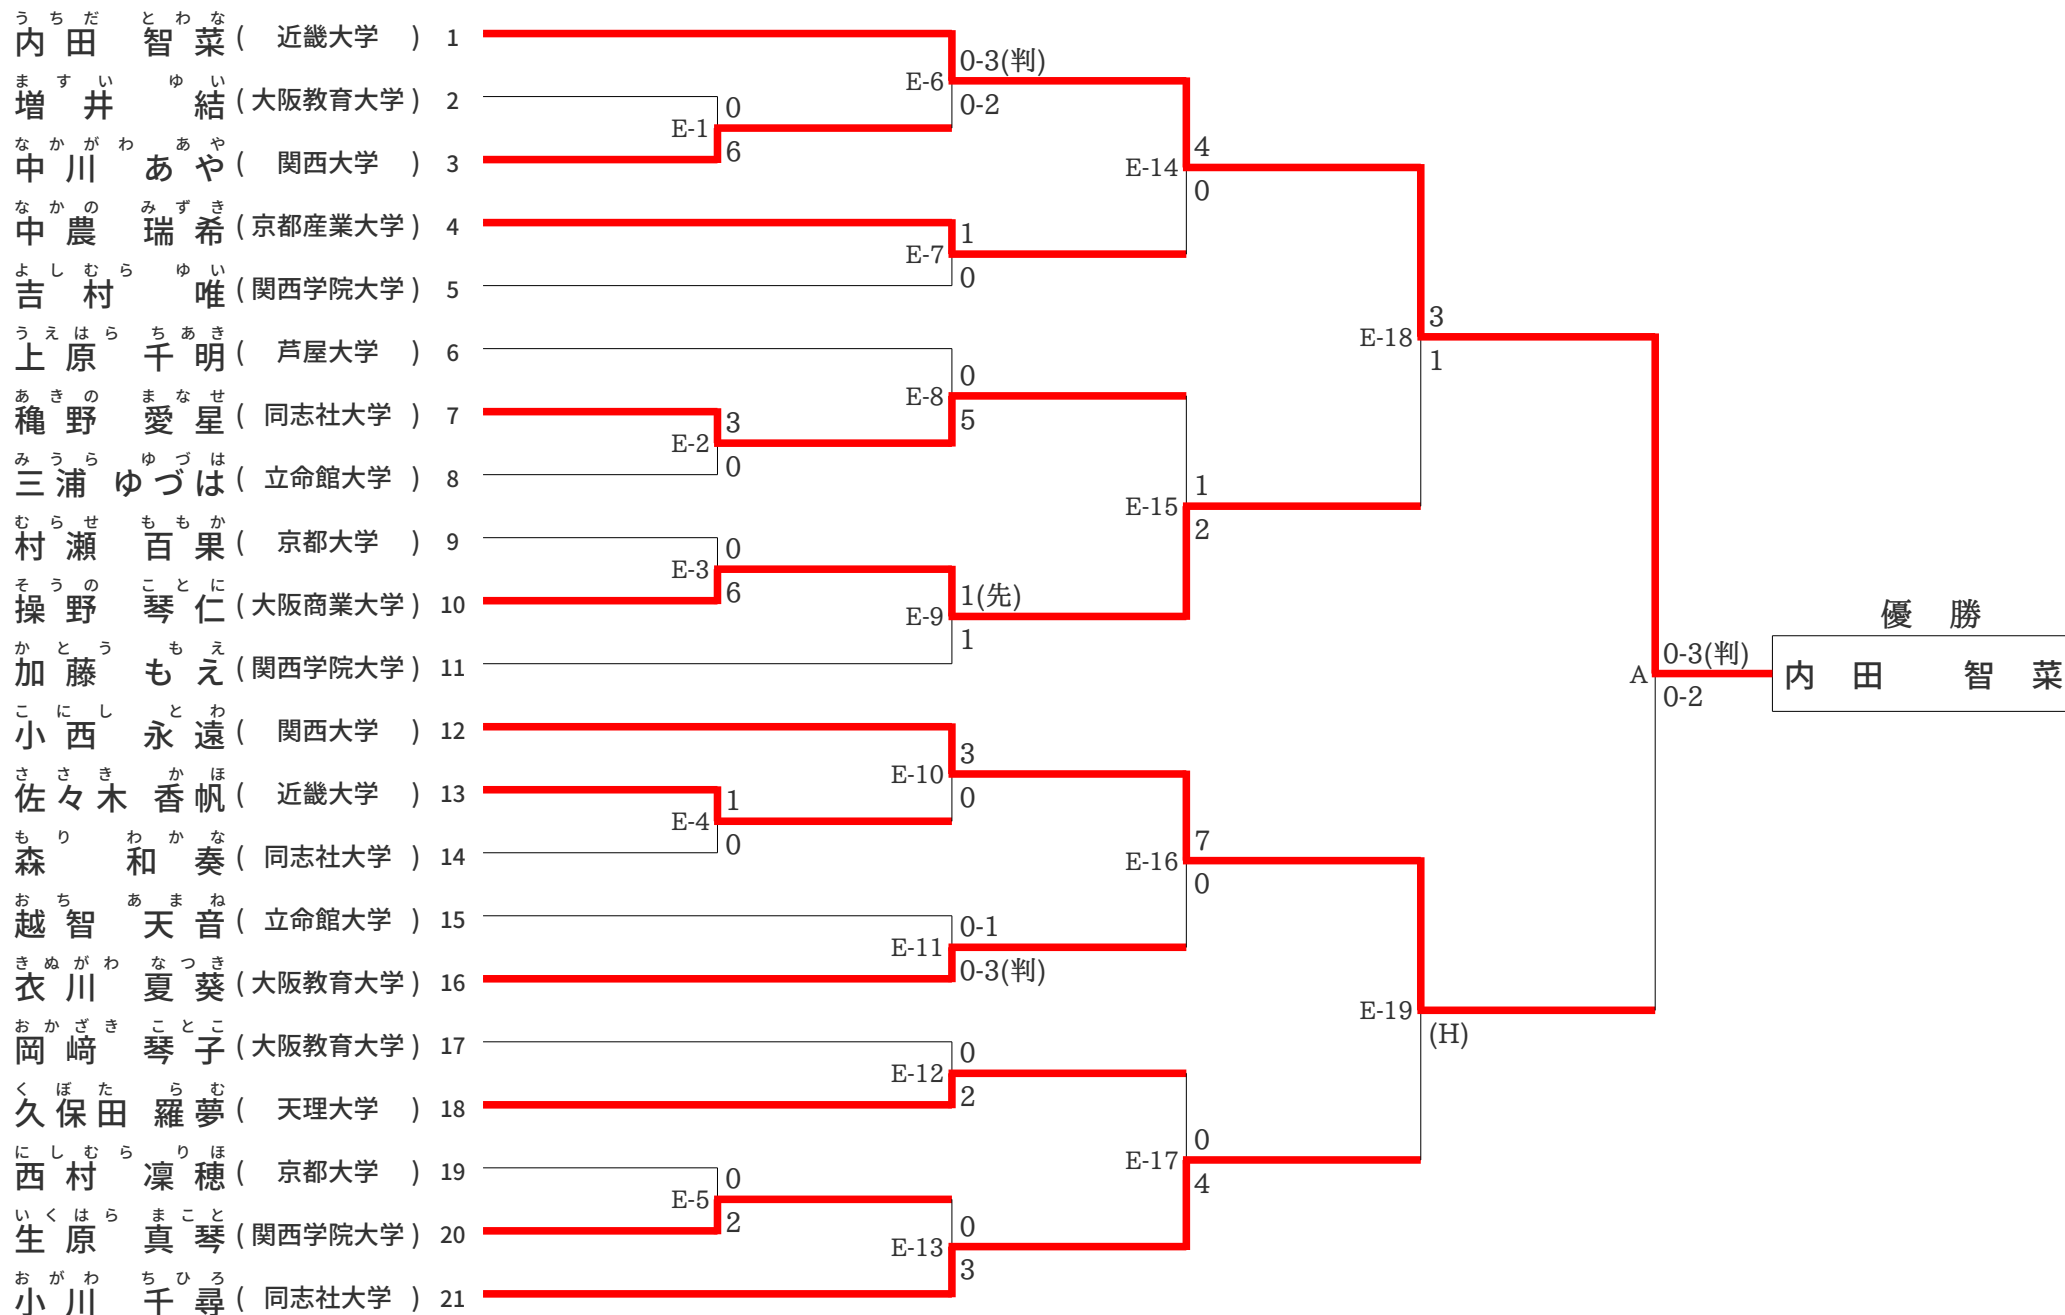 うちだ とわな
内田 智菜 ( 近畿大学 ) 1
ますい ゆい
増井 結 (大阪教育大学) 2
なかがわ あや
中川 あや ( 関西大学 ) 3
なかの みずき
中農 瑞希 (京都産業大学) 4
よしむら ゆい
吉村 唯 (関西学院大学) 5
うえはら ちあき
上原 千明 ( 芦屋大学 ) 6
あきの まなせ
穐野 愛星 ( 同志社大学 ) 7
みうら ゆづは
三浦 ゆづは ( 立命館大学 ) 8
むらせ ももか
村瀬 百果 ( 京都大学 ) 9
そうの ことに
操野 琴仁 (大阪商業大学) 10
かとう もえ
加藤 もえ (関西学院大学) 11
こにし とわ
小西 永遠 ( 関西大学 ) 12
ささき かほ
佐々木 香帆 ( 近畿大学 ) 13
もり わかな
森 和奏 ( 同志社大学 ) 14
おち あまね
越智 天音 ( 立命館大学 ) 15
きぬがわ なつき
衣川 夏葵 (大阪教育大学) 16
おかざき ことこ
岡﨑 琴子 (大阪教育大学) 17
くぼた らむ
久保田 羅夢 ( 天理大学 ) 18
にしむら りほ
西村 凜穂 ( 京都大学 ) 19
いくはら まこと
生原 真琴 (関西学院大学) 20
おがわ ちひろ
小川 千尋 ( 同志社大学 ) 21
0
E-1
6
3
E-2
0
0
E-3
6
1
E-4
0
0
E-5
2
0-3(判)
E-6
0-2
1
E-7
0
0
E-8
5
1(先)
E-9
1
3
E-10
0
0-1
E-11
0-3(判)
0
E-12
2
0
E-13
3
4
E-14
0
1
E-15
2
7
E-16
0
0
E-17
4
3
E-18
1
E-19
(H)
0-3(判)
A
0-2
優勝
内田 智菜